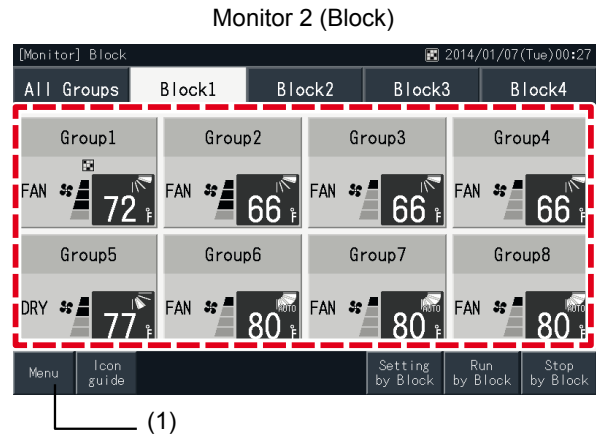 Monitor 2 (Block)
[Monitor] Block 2014/01/07(Tue)00:27
All Groups Block1 Block2 Block3 Block4
Group1 Group2 Group3 Group4
FAN 72 °F FAN 66 °F FAN 66 °F FAN 66 °F
Group5 Group6 Group7 Group8
DRY 77 °F FAN AUTO 80 °F FAN AUTO 80 °F FAN AUTO 80 °F
Menu Icon guide Setting by Block Run by Block Stop by Block
(1)